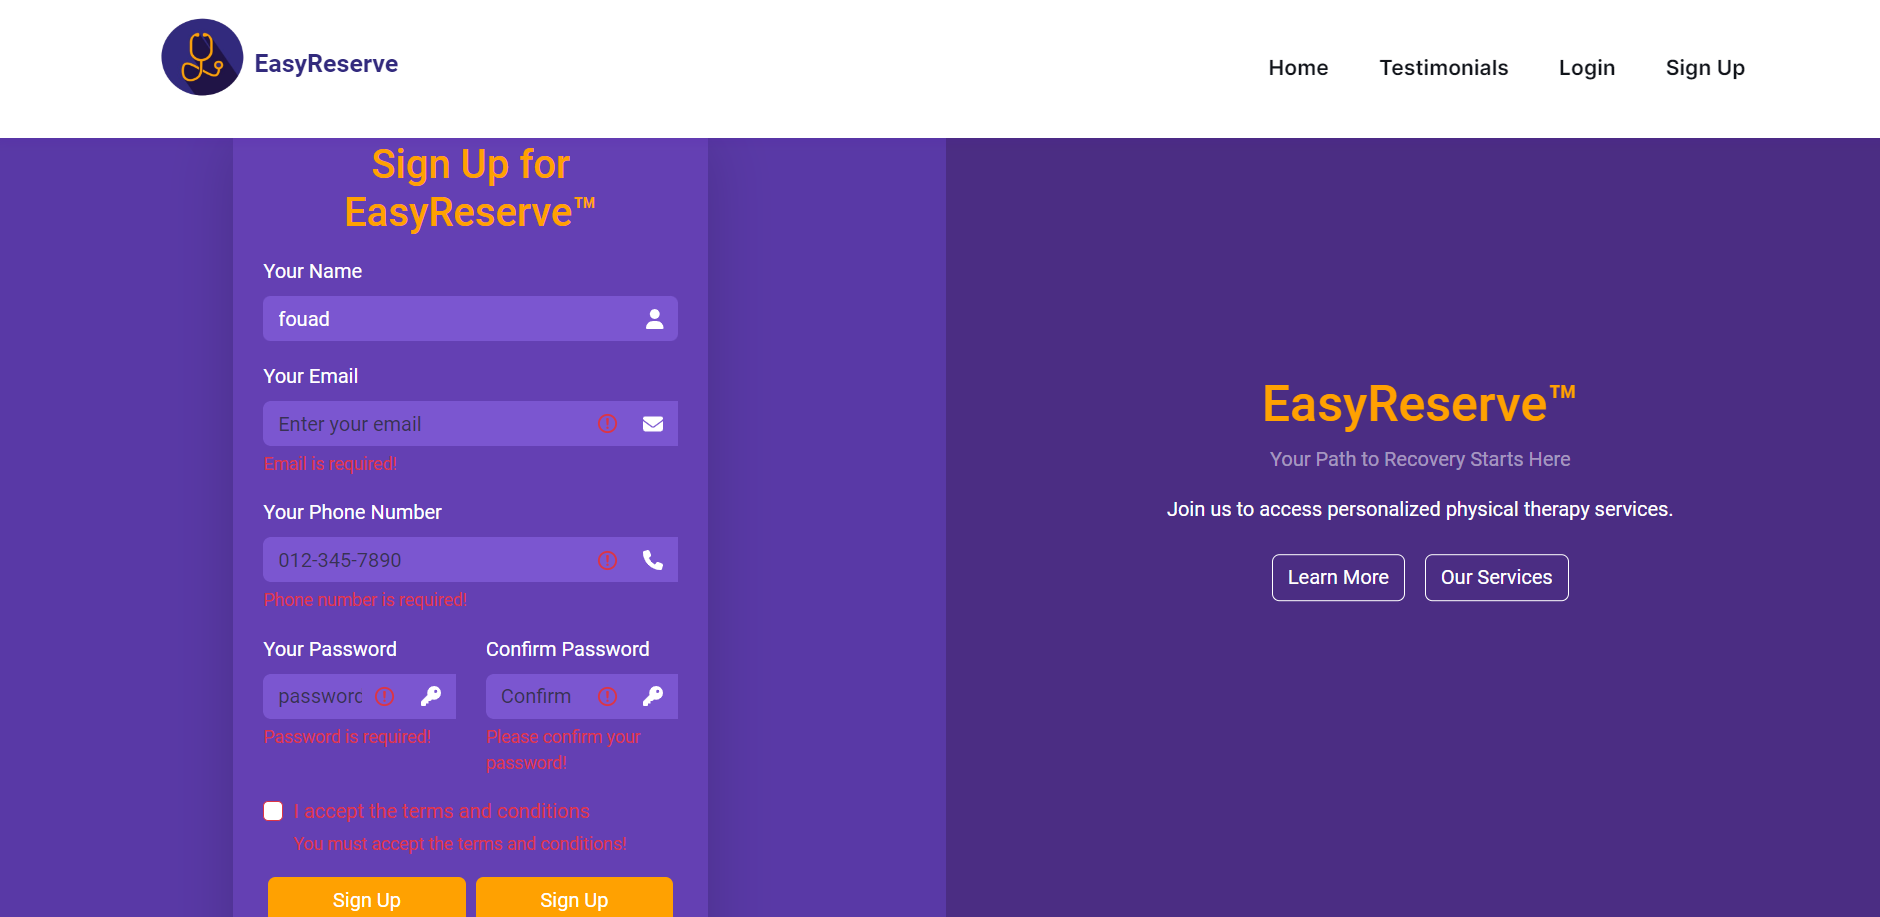 EasyReserve
Home
Testimonials
Login
Sign Up
Sign Up for
EasyReserve™
Your Name
fouad
Your Email
Enter your email
Email is required!
Your Phone Number
012-345-7890
Phone number is required!
Your Password
Confirm Password
password
Confirm
Password is required!
Please confirm your
password!
I accept the terms and conditions
You must accept the terms and conditions!
Sign Up
Sign Up
EasyReserve™
Your Path to Recovery Starts Here
Join us to access personalized physical therapy services.
Learn More
Our Services